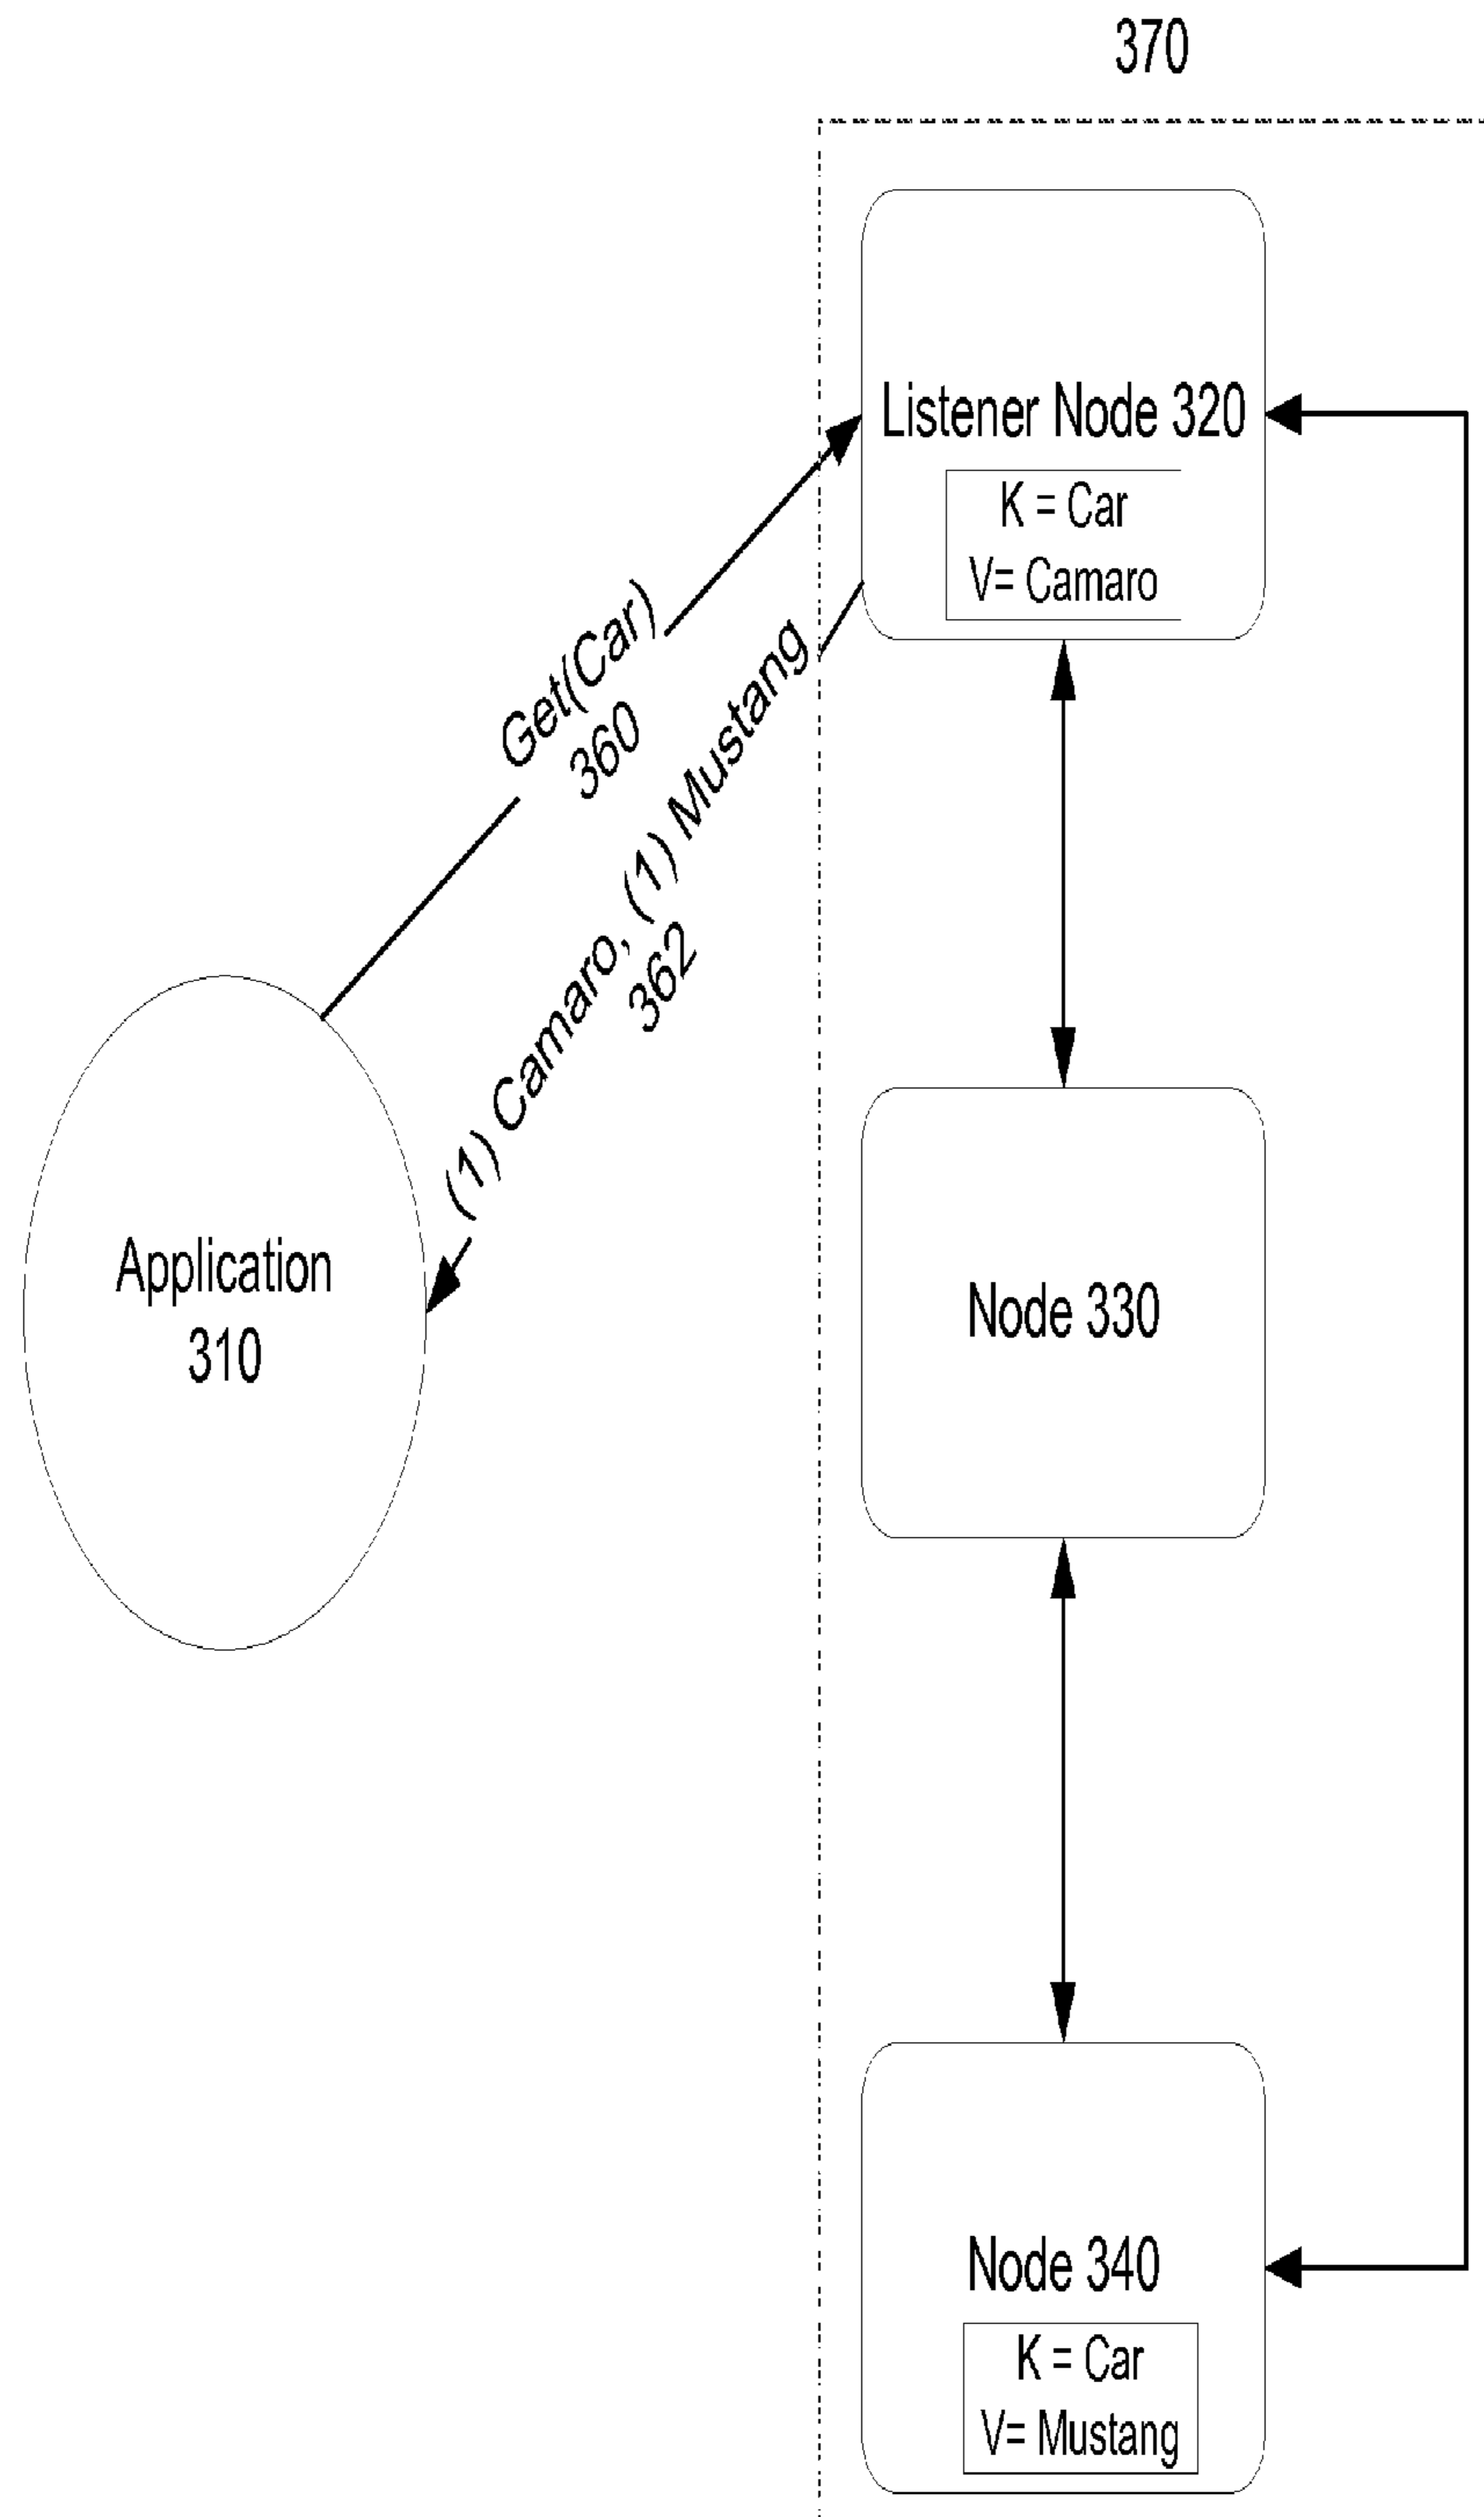 370
Listener Node 320
K = Car
V= Camaro
Get(Car)
360
(1) Camaro, (1) Mustang
362
Application
310
Node 330
Node 340
K = Car
V= Mustang